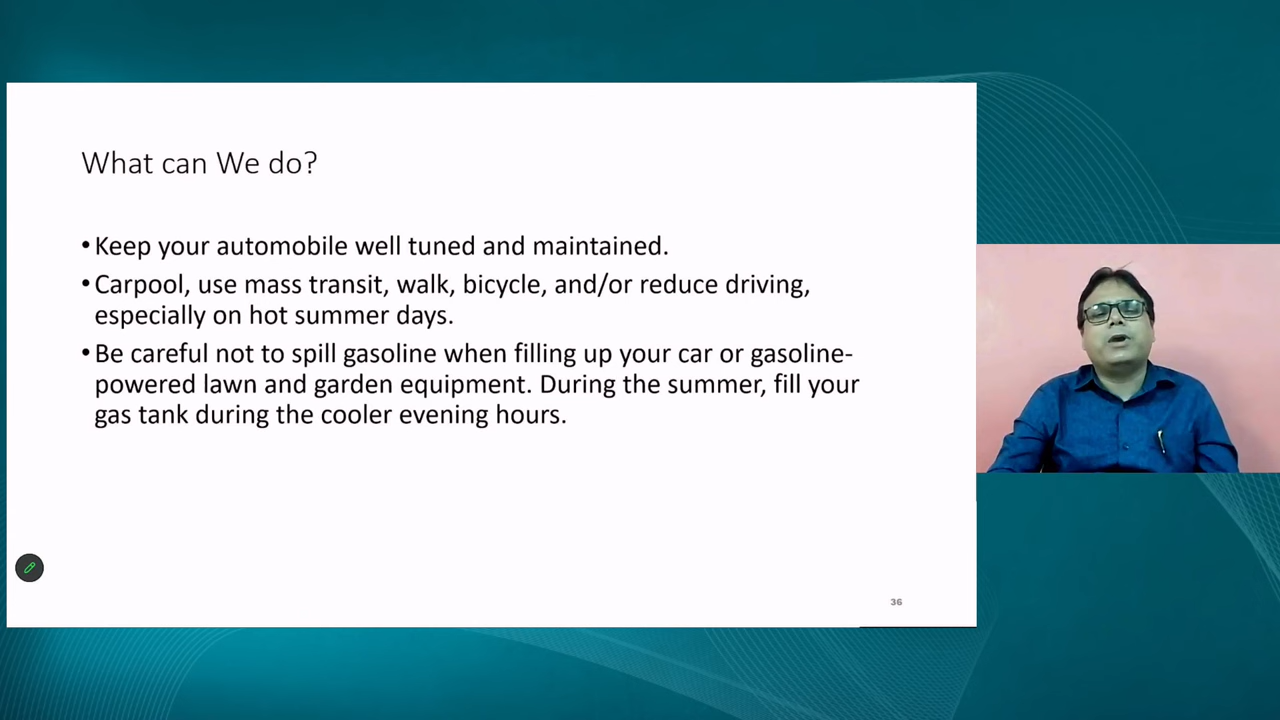 What can We do?
•Keep your automobile well tuned and maintained.
•Carpool, use mass transit, walk, bicycle, and/or reduce driving,
especially on hot summer days.
•Be careful not to spill gasoline when filling up your car or gasoline-
powered lawn and garden equipment. During the summer, fill your
gas tank during the cooler evening hours.
36